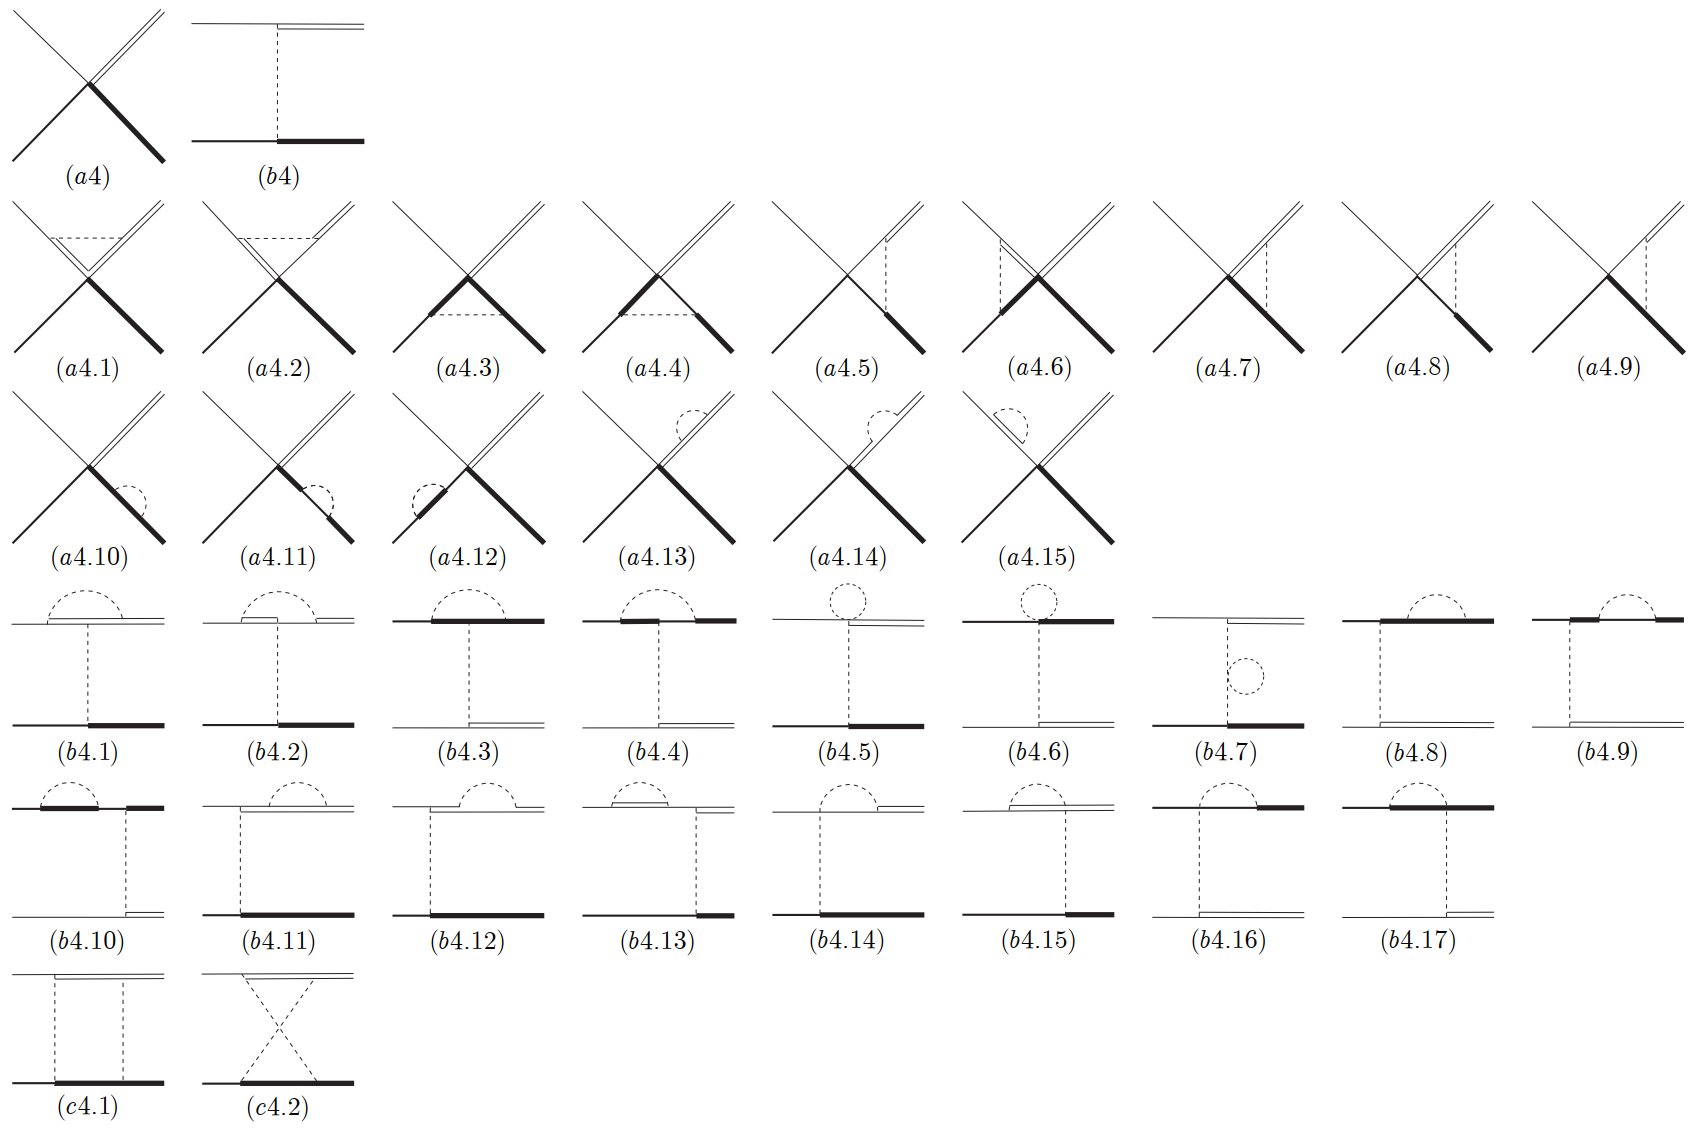 (a4) (b4)
(a4.1) (a4.2) (a4.3) (a4.4) (a4.5) (a4.6) (a4.7) (a4.8) (a4.9)
(a4.10) (a4.11) (a4.12) (a4.13) (a4.14) (a4.15)
(b4.1) (b4.2) (b4.3) (b4.4) (b4.5) (b4.6) (b4.7) (b4.8) (b4.9)
(b4.10) (b4.11) (b4.12) (b4.13) (b4.14) (b4.15) (b4.16) (b4.17)
(c4.1) (c4.2)